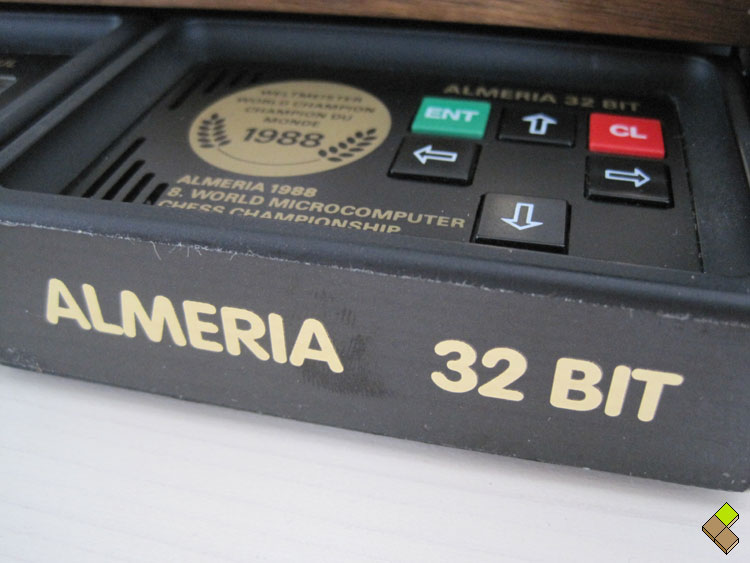 WELTMEISTER
WORLD CHAMPION
CHAMPION DU
MONDE
1988
ALMERIA 1988
8. WORLD MICROCOMPUTER
CHESS CHAMPIONSHIP
ALMERIA 32 BIT
ENT
CL
ALMERIA 32 BIT